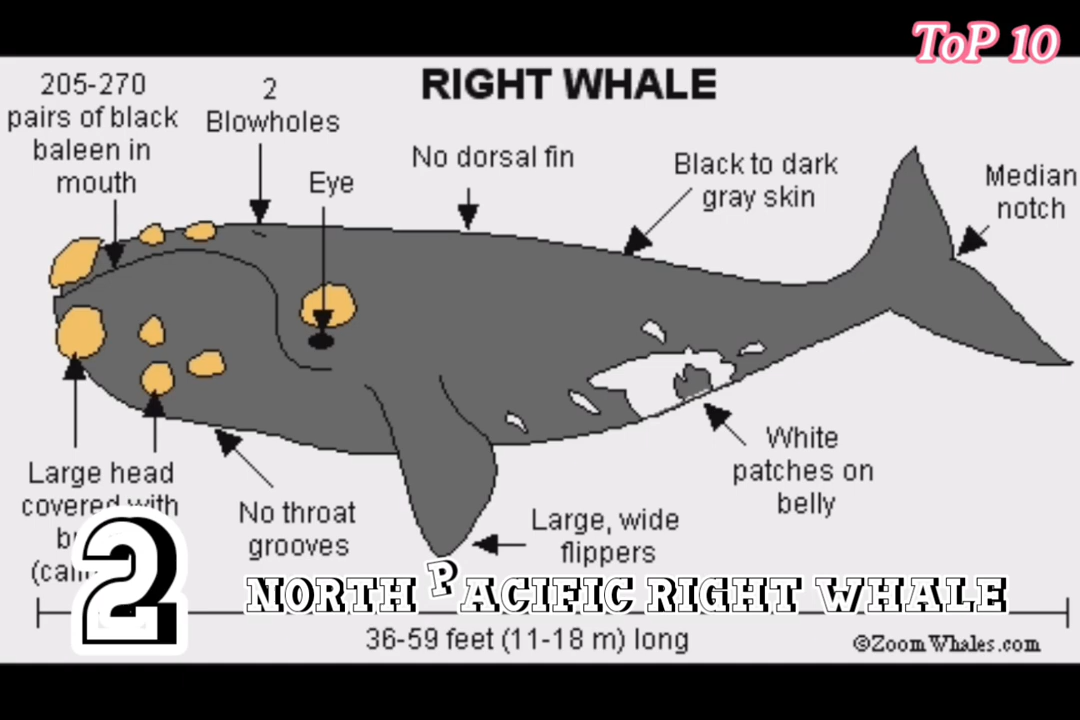 ToP 10
RIGHT WHALE
205-270
pairs of black
baleen in
mouth
2
Blowholes
Eye
No dorsal fin
Black to dark
gray skin
Median
notch
Large head
covered with
No throat
grooves
Large, wide
flippers
White
patches on
belly
2
NORTH PACIFIC RIGHT WHALE
36-59 feet (11-18 m) long
©ZoomWhales.com